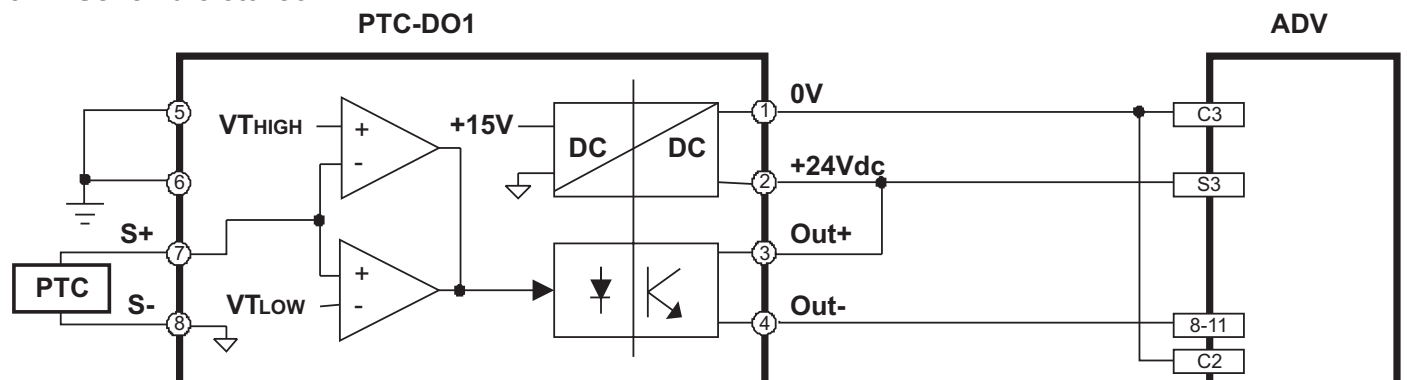 PTC-DO1
ADV
5
VTHIGH
+
-
+15V
DC
DC
1
0V
C3
6
2
+24Vdc
S3
S+
7
PTC
S-
8
+
-
VTLOW
3
Out+
4
Out-
8-11
C2